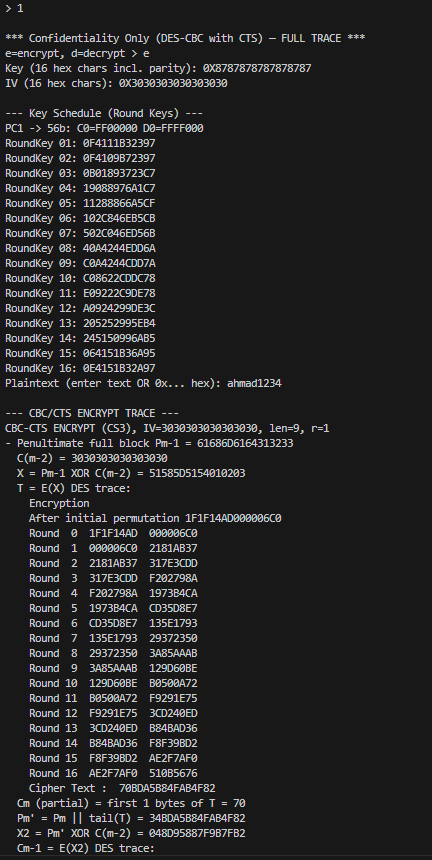 > 1
*** Confidentiality Only (DES-CBC with CTS) — FULL TRACE ***
e=encrypt, d=decrypt > e
Key (16 hex chars incl. parity): 0X8787878787878787
IV (16 hex chars): 0X3030303030303030
--- Key Schedule (Round Keys) ---
PC1 -> 56b: C0=FF00000 D0=FFFF000
RoundKey 01: 0F4111B32397
RoundKey 02: 0F4109B72397
RoundKey 03: 0B01893723C7
RoundKey 04: 19088976A1C7
RoundKey 05: 11288866A5CF
RoundKey 06: 102C846EB5CB
RoundKey 07: 502C046ED56B
RoundKey 08: 40A4244EDD6A
RoundKey 09: C0A4244CDD7A
RoundKey 10: C08622CDDC78
RoundKey 11: E09222C9DE78
RoundKey 12: A0924299DE3C
RoundKey 13: 205252995EB4
RoundKey 14: 245150996AB5
RoundKey 15: 064151B36A95
RoundKey 16: 0E4151B32A97
Plaintext (enter text OR 0x... hex): ahmad1234
--- CBC/CTS ENCRYPT TRACE ---
CBC-CTS ENCRYPT (CS3), IV=3030303030303030, len=9, r=1
- Penultimate full block Pm-1 = 61686D6164313233
C(m-2) = 3030303030303030
X = Pm-1 XOR C(m-2) = 51585D5154010203
T = E(X) DES trace:
Encryption
After initial permutation 1F1F14AD000006C0
Round 0 1F1F14AD 000006C0
Round 1 000006C0 2181AB37
Round 2 2181AB37 317E3CDD
Round 3 317E3CDD F202798A
Round 4 F202798A 1973B4CA
Round 5 1973B4CA CD35D8E7
Round 6 CD35D8E7 135E1793
Round 7 135E1793 29372350
Round 8 29372350 3A85AAAB
Round 9 3A85AAAB 129D60BE
Round 10 129D60BE B0500A72
Round 11 B0500A72 F9291E75
Round 12 F9291E75 3CD240ED
Round 13 3CD240ED B84BAD36
Round 14 B84BAD36 F8F39BD2
Round 15 F8F39BD2 AE2F7AF0
Round 16 AE2F7AF0 510B5676
Cipher Text : 70BDA5B84FAB4F82
Cm (partial) = first 1 bytes of T = 70
Pm' = Pm || tail(T) = 34BDA5B84FAB4F82
X2 = Pm' XOR C(m-2) = 048D95887F9B7FB2
Cm-1 = E(X2) DES trace: